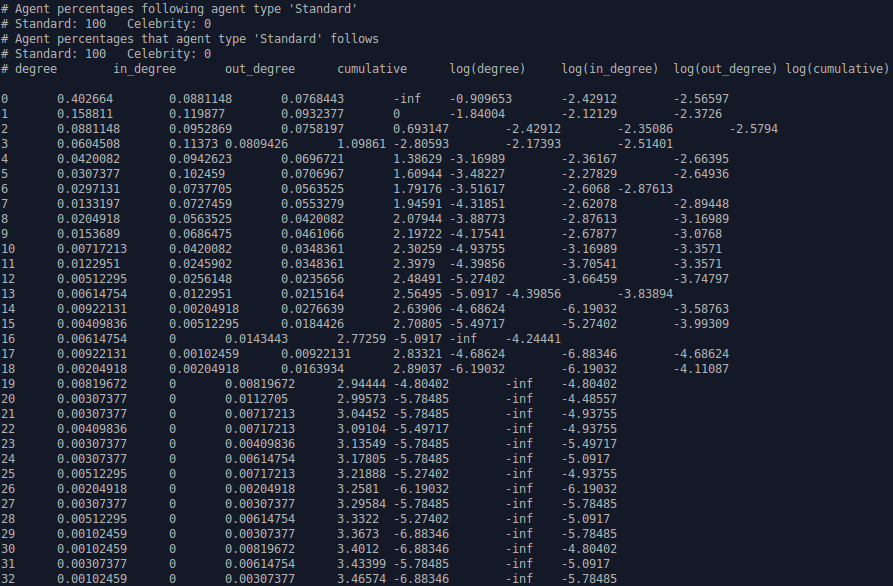 # Agent percentages following agent type 'Standard'
# Standard: 100   Celebrity: 0
# Agent percentages that agent type 'Standard' follows
# Standard: 100   Celebrity: 0
# degree        in_degree       out_degree      cumulative      log(degree)     log(in_degree)  log(out_degree) log(cumulative)
0       0.402664        0.0881148       0.0768443       -inf    -0.909653       -2.42912        -2.56597
1       0.158811        0.119877        0.0932377       0       -1.84004        -2.12129        -2.3726
2       0.0881148       0.0952869       0.0758197       0.693147        -2.42912        -2.35086        -2.5794
3       0.0604508       0.11373 0.0809426       1.09861 -2.80593        -2.17393        -2.51401
4       0.0420082       0.0942623       0.0696721       1.38629 -3.16989        -2.36167        -2.66395
5       0.0307377       0.102459        0.0706967       1.60944 -3.48227        -2.27829        -2.64936
6       0.0297131       0.0737705       0.0563525       1.79176 -3.51617        -2.6068 -2.87613
7       0.0133197       0.0727459       0.0553279       1.94591 -4.31851        -2.62078        -2.89448
8       0.0204918       0.0563525       0.0420082       2.07944 -3.88773        -2.87613        -3.16989
9       0.0153689       0.0686475       0.0461066       2.19722 -4.17541        -2.67877        -3.0768
10      0.00717213      0.0420082       0.0348361       2.30259 -4.93755        -3.16989        -3.3571
11      0.0122951       0.0245902       0.0348361       2.3979  -4.39856        -3.70541        -3.3571
12      0.00512295      0.0256148       0.0235656       2.48491 -5.27402        -3.66459        -3.74797
13      0.00614754      0.0122951       0.0215164       2.56495 -5.0917 -4.39856        -3.83894
14      0.00922131      0.00204918      0.0276639       2.63906 -4.68624        -6.19032        -3.58763
15      0.00409836      0.00512295      0.0184426       2.70805 -5.49717        -5.27402        -3.99309
16      0.00614754      0       0.0143443       2.77259 -5.0917 -inf    -4.24441
17      0.00922131      0.00102459      0.00922131      2.83321 -4.68624        -6.88346        -4.68624
18      0.00204918      0.00204918      0.0163934       2.89037 -6.19032        -6.19032        -4.11087
19      0.00819672      0       0.00819672      2.94444 -4.80402        -inf    -4.80402
20      0.00307377      0       0.0112705       2.99573 -5.78485        -inf    -4.48557
21      0.00307377      0       0.00717213      3.04452 -5.78485        -inf    -4.93755
22      0.00409836      0       0.00717213      3.09104 -5.49717        -inf    -4.93755
23      0.00307377      0       0.00409836      3.13549 -5.78485        -inf    -5.49717
24      0.00307377      0       0.00614754      3.17805 -5.78485        -inf    -5.0917
25      0.00512295      0       0.00717213      3.21888 -5.27402        -inf    -4.93755
26      0.00204918      0       0.00204918      3.2581  -6.19032        -inf    -6.19032
27      0.00307377      0       0.00307377      3.29584 -5.78485        -inf    -5.78485
28      0.00512295      0       0.00614754      3.3322  -5.27402        -inf    -5.0917
29      0.00102459      0       0.00307377      3.3673  -6.88346        -inf    -5.78485
30      0.00102459      0       0.00819672      3.4012  -6.88346        -inf    -4.80402
31      0.00307377      0       0.00614754      3.43399 -5.78485        -inf    -5.0917
32      0.00102459      0       0.00307377      3.46574 -6.88346        -inf    -5.78485